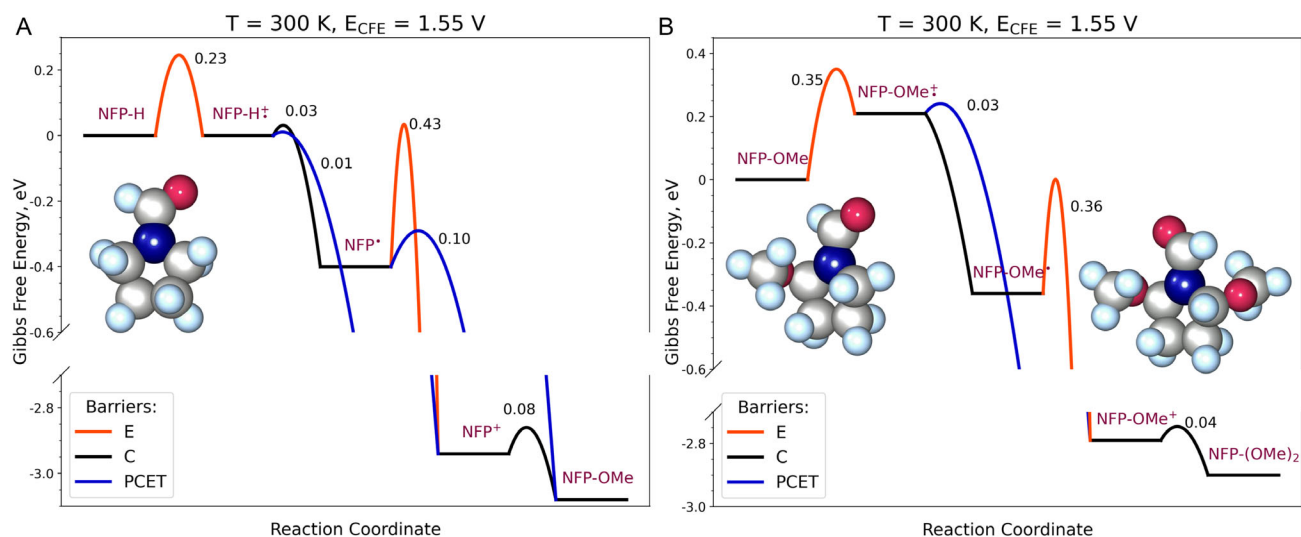 A
T = 300 K, E_CFE = 1.55 V
Gibbs Free Energy, eV
0.2
0
-0.2
-0.4
-0.6
-2.8
-3.0
NFP-H
0.23
NFP-H⁺•
0.03
0.01
NFP•
0.43
0.10
NFP⁺
0.08
NFP-OMe
Barriers:
E
C
PCET
Reaction Coordinate
B
T = 300 K, E_CFE = 1.55 V
Gibbs Free Energy, eV
0.4
0.2
0
-0.2
-0.4
-0.6
-2.8
-3.0
NFP-OMe
0.35
NFP-OMe⁺•
0.03
NFP-OMe•
0.36
NFP-OMe⁺
0.04
NFP-(OMe)₂
Barriers:
E
C
PCET
Reaction Coordinate